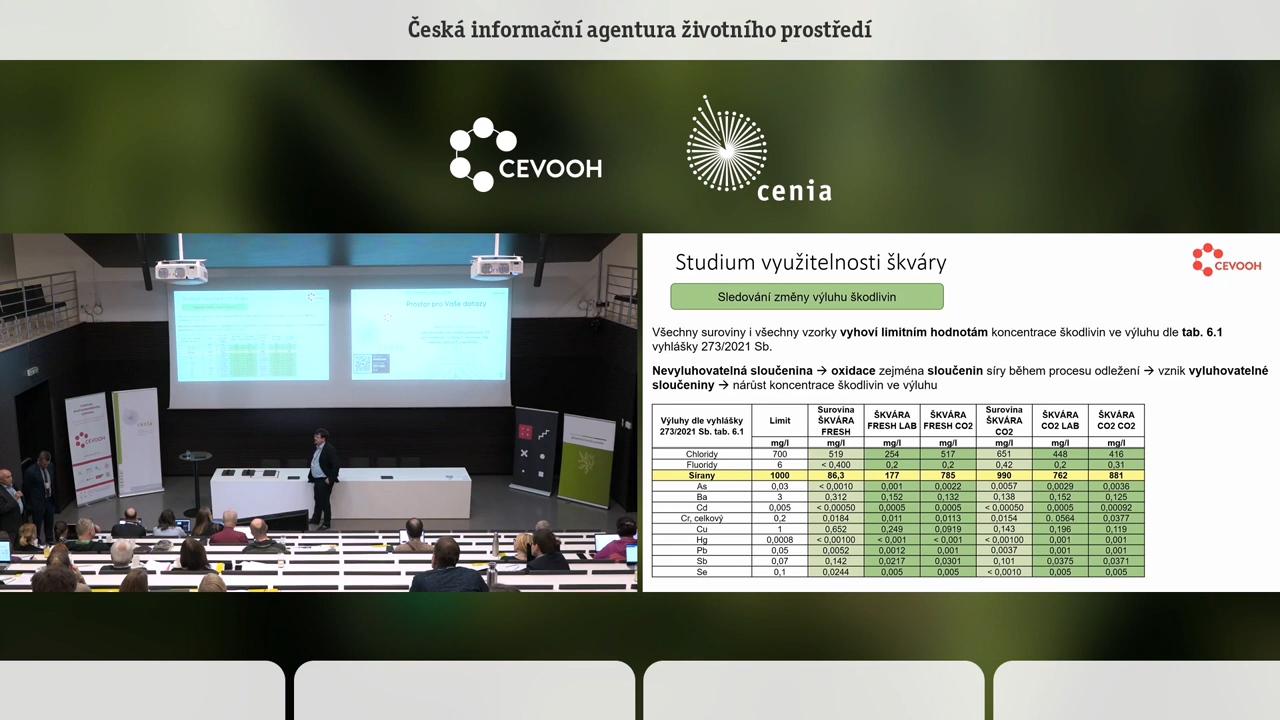 Česká informační agentura životního prostředí
CEVOOH
cenia
Prostor pro Vaše dotazy
CEVOOH
cenia
Studium využitelnosti škváry
CEVOOH
Sledování změny výluhu škodlivin
Všechny suroviny i všechny vzorky vyhoví limitním hodnotám koncentrace škodlivin ve výluhu dle tab. 6.1
vyhlášky 273/2021 Sb.
Nevyluhovatelná sloučenina → oxidace zejména sloučenin síry během procesu odležení → vznik vyluhovatelné
sloučeniny → nárůst koncentrace škodlivin ve výluhu
Výluhy dle vyhlášky 273/2021 Sb. tab. 6.1 Limit Surovina ŠKVÁRA FRESH ŠKVÁRA FRESH LAB ŠKVÁRA FRESH CO2 Surovina ŠKVÁRA CO2 ŠKVÁRA CO2 LAB ŠKVÁRA CO2 CO2
mg/l mg/l mg/l mg/l mg/l mg/l mg/l
Chloridy 700 519 254 517 651 448 416
Fluoridy 6 < 0,400 0,2 0,2 0,42 0,2 0,31
Sírany 1000 86,3 177 785 990 762 881
As 0,03 < 0,0010 0,001 0,0022 0,0057 0,0029 0,0036
Ba 3 0,312 0,152 0,132 0,138 0,152 0,125
Cd 0,005 < 0,00050 0,0005 0,0005 < 0,00050 0,0005 0,00092
Cr, celkový 0,2 0,0184 0,011 0,0113 0,0154 0, 0564 0,0377
Cu 1 0,652 0,249 0,0919 0,143 0,196 0,119
Hg 0,0008 < 0,00100 < 0,001 < 0,001 < 0,00100 0,001 0,001
Pb 0,05 0,0052 0,0012 0,001 0,0037 0,001 0,001
Sb 0,07 0,142 0,0217 0,0301 0,101 0,0375 0,0371
Se 0,1 0,0244 0,005 0,005 < 0,0010 0,005 0,005